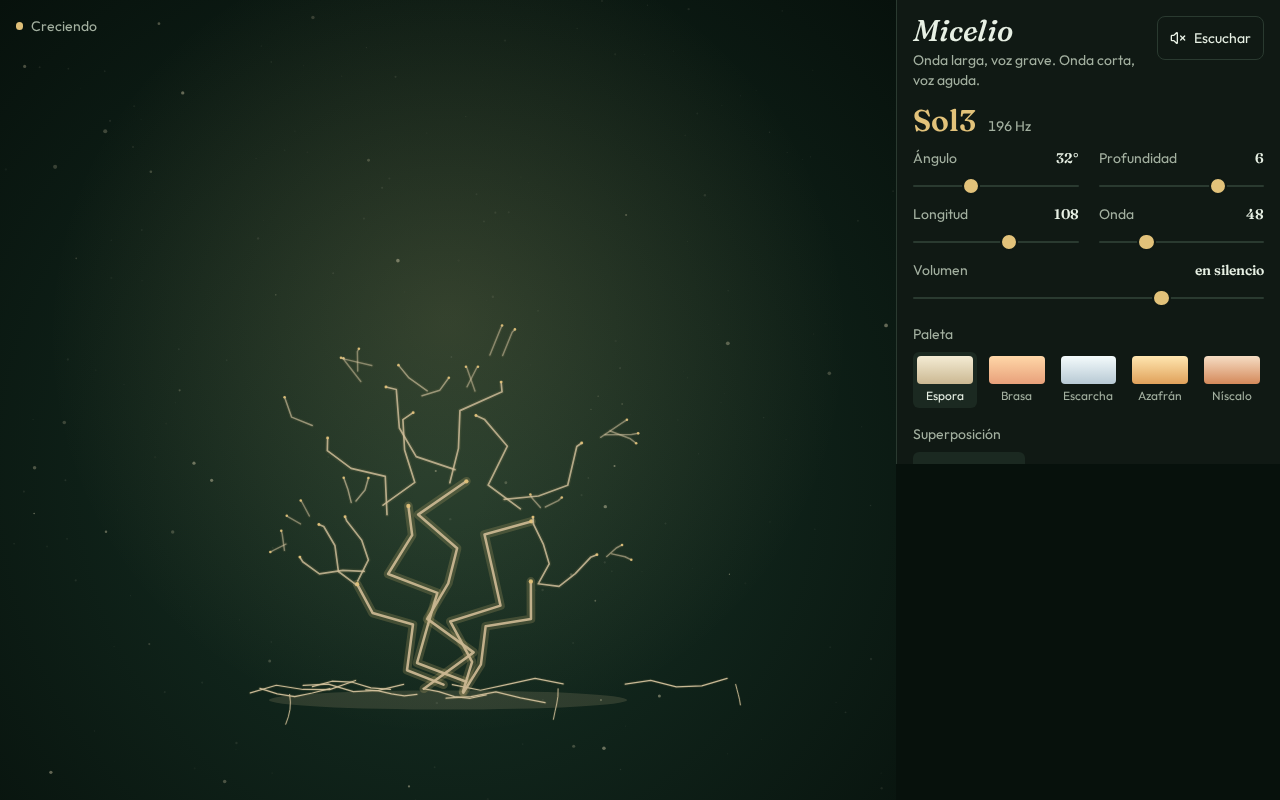 Creciendo
Micelio
Escuchar
Onda larga, voz grave. Onda corta,
voz aguda.
Sol3 196 Hz
Ángulo 32° Profundidad 6
Longitud 108 Onda 48
Volumen en silencio
Paleta
Espora Brasa Escarcha Azafrán Níscalo
Superposición